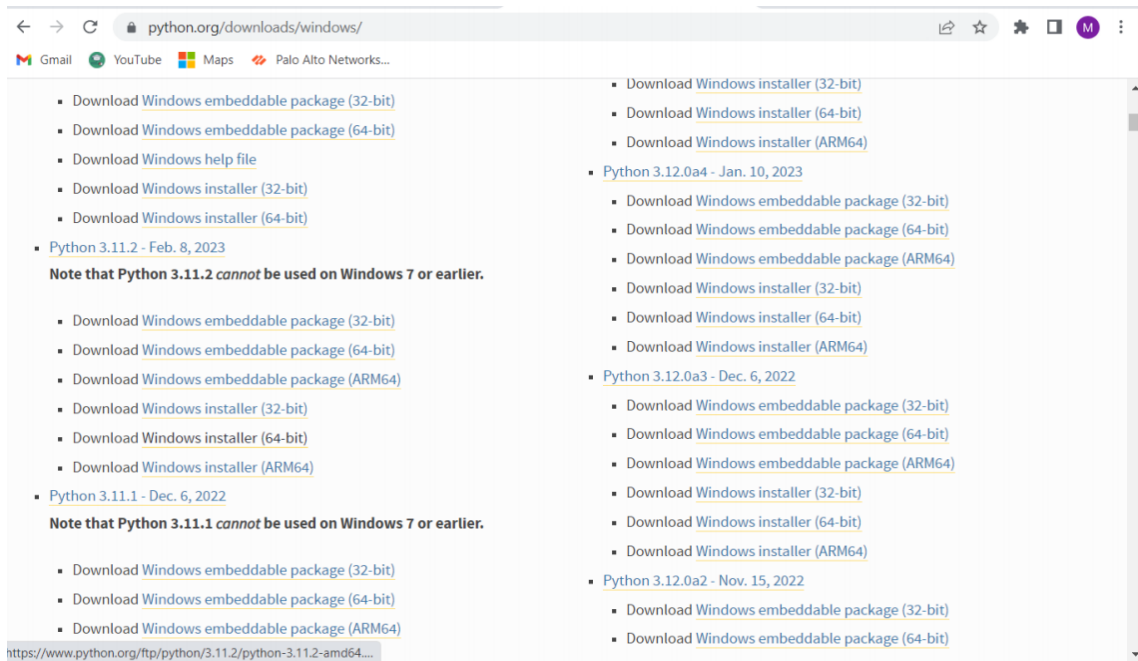 python.org/downloads/windows/
M
Gmail
YouTube
Maps
Palo Alto Networks...
Download Windows embeddable package (32-bit)
Download Windows embeddable package (64-bit)
Download Windows help file
Download Windows installer (32-bit)
Download Windows installer (64-bit)
Python 3.11.2 - Feb. 8, 2023
Note that Python 3.11.2 cannot be used on Windows 7 or earlier.
Download Windows embeddable package (32-bit)
Download Windows embeddable package (64-bit)
Download Windows embeddable package (ARM64)
Download Windows installer (32-bit)
Download Windows installer (64-bit)
Download Windows installer (ARM64)
Python 3.11.1 - Dec. 6, 2022
Note that Python 3.11.1 cannot be used on Windows 7 or earlier.
Download Windows embeddable package (32-bit)
Download Windows embeddable package (64-bit)
Download Windows embeddable package (ARM64)
https://www.python.org/ftp/python/3.11.2/python-3.11.2-amd64....
Download Windows installer (32-bit)
Download Windows installer (64-bit)
Download Windows installer (ARM64)
Python 3.12.0a4 - Jan. 10, 2023
Download Windows embeddable package (32-bit)
Download Windows embeddable package (64-bit)
Download Windows embeddable package (ARM64)
Download Windows installer (32-bit)
Download Windows installer (64-bit)
Download Windows installer (ARM64)
Python 3.12.0a3 - Dec. 6, 2022
Download Windows embeddable package (32-bit)
Download Windows embeddable package (64-bit)
Download Windows embeddable package (ARM64)
Download Windows installer (32-bit)
Download Windows installer (64-bit)
Download Windows installer (ARM64)
Python 3.12.0a2 - Nov. 15, 2022
Download Windows embeddable package (32-bit)
Download Windows embeddable package (64-bit)